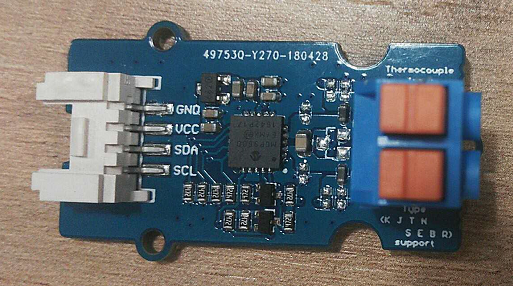 49753Q-Y270-180428
Thermocouple
GND
VCC
SDA
SCL
Type
(K J T N
S E B R)
support